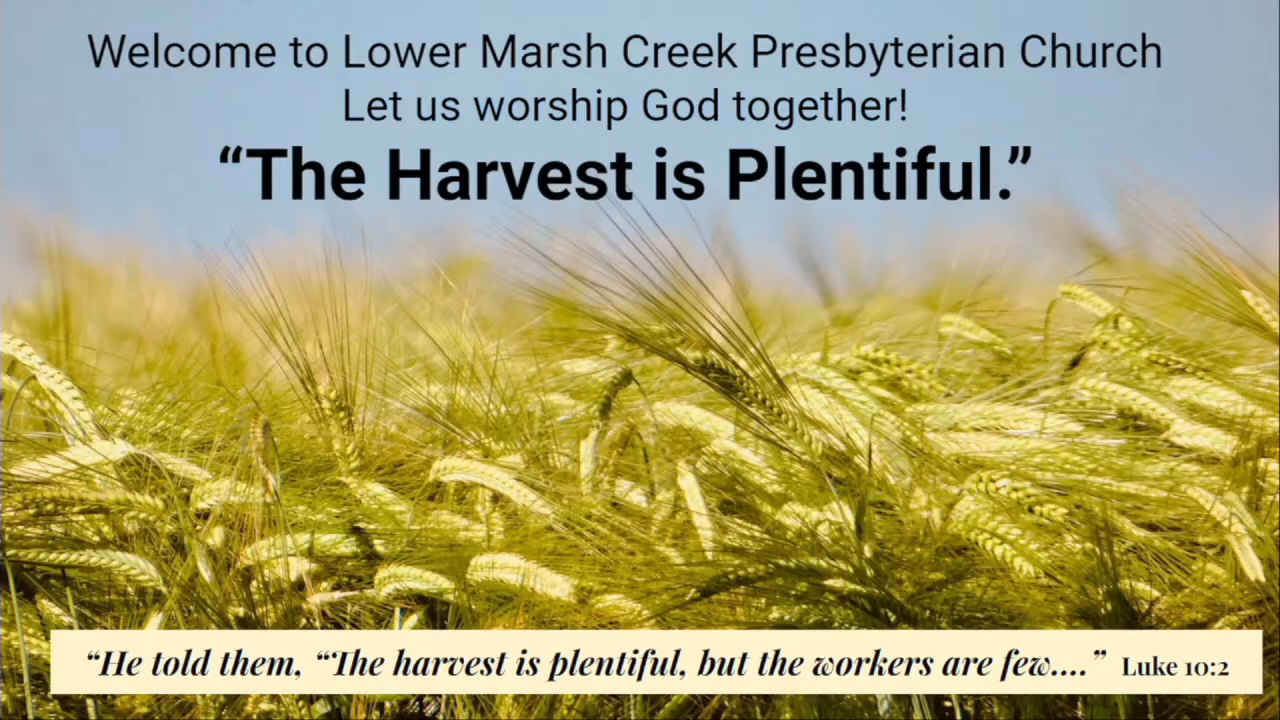 Welcome to Lower Marsh Creek Presbyterian Church
Let us worship God together!
“The Harvest is Plentiful.”
“He told them, “The harvest is plentiful, but the workers are few....” Luke 10:2